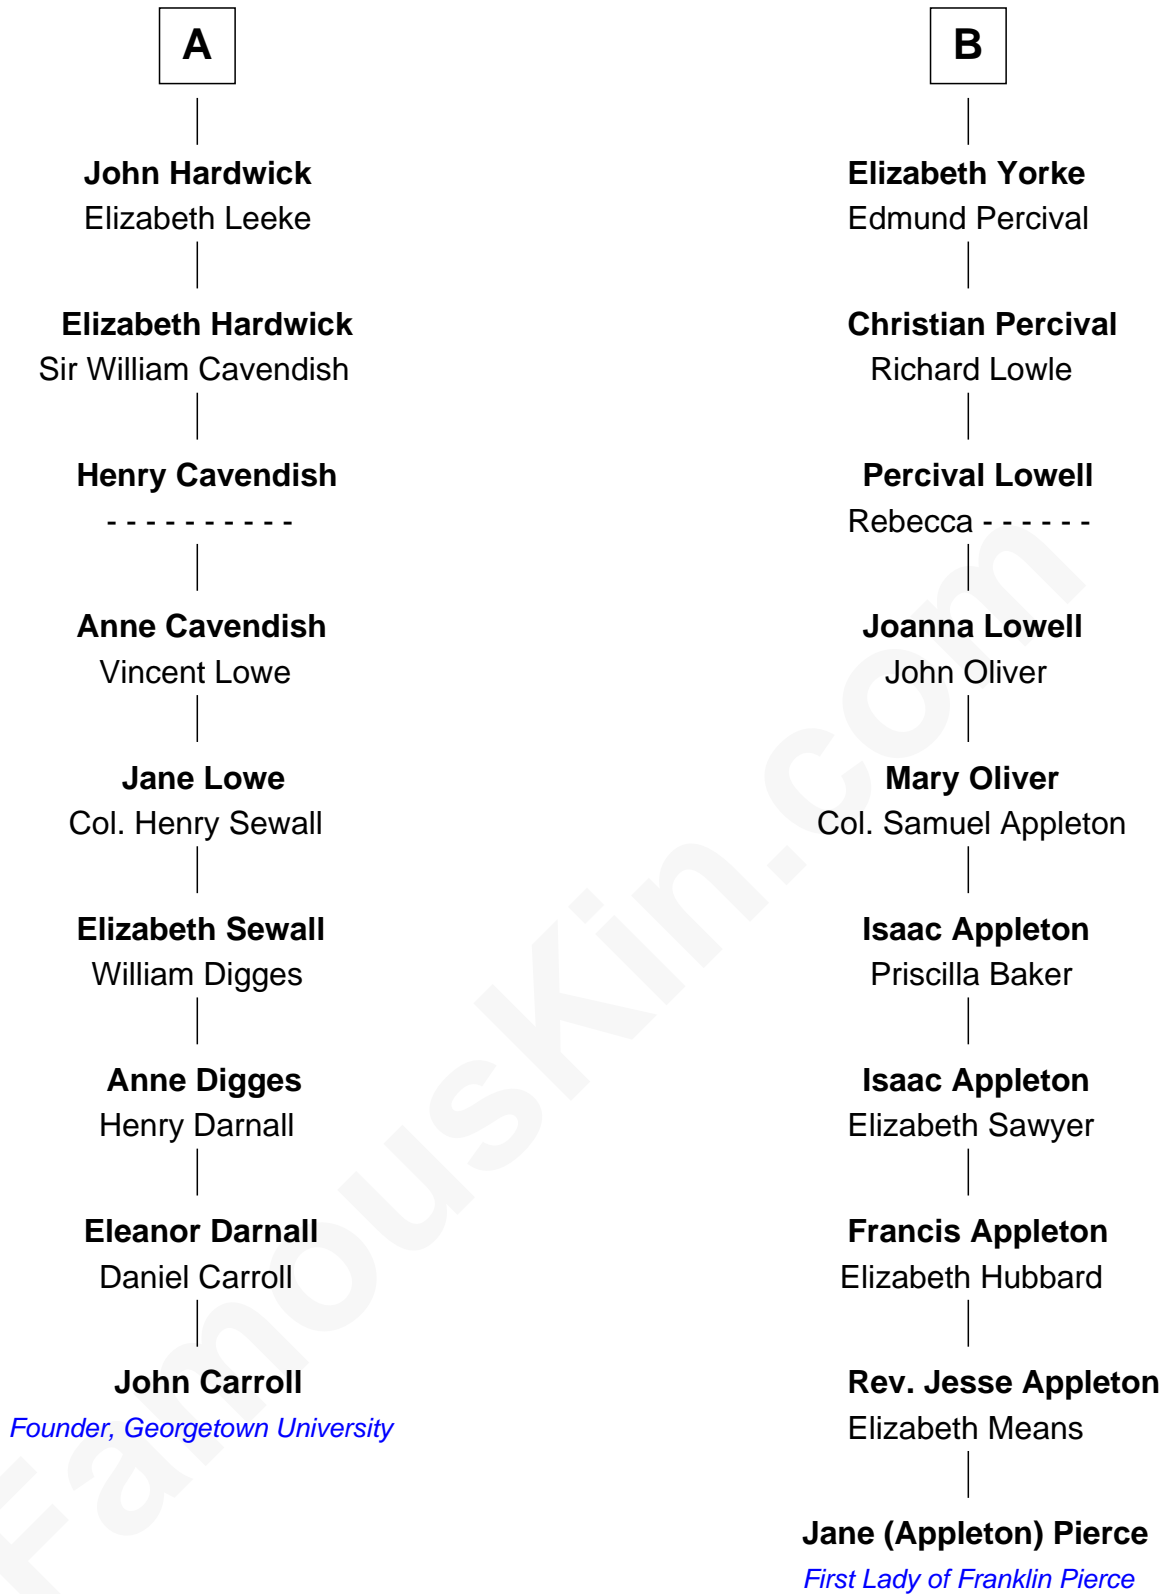 A
John Hardwick
Elizabeth Leeke
Elizabeth Hardwick
Sir William Cavendish
Henry Cavendish
- - - - - - - - - -
Anne Cavendish
Vincent Lowe
Jane Lowe
Col. Henry Sewall
Elizabeth Sewall
William Digges
Anne Digges
Henry Darnall
Eleanor Darnall
Daniel Carroll
John Carroll
Founder, Georgetown University
B
Elizabeth Yorke
Edmund Percival
Christian Percival
Richard Lowle
Percival Lowell
Rebecca - - - - - -
Joanna Lowell
John Oliver
Mary Oliver
Col. Samuel Appleton
Isaac Appleton
Priscilla Baker
Isaac Appleton
Elizabeth Sawyer
Francis Appleton
Elizabeth Hubbard
Rev. Jesse Appleton
Elizabeth Means
Jane (Appleton) Pierce
First Lady of Franklin Pierce
FamousKin.com